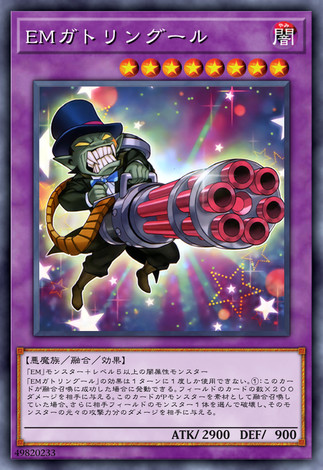 EMガトリングール
闇
【悪魔族/融合/効果】
「EM」モンスター+レベル5以上の闇属性モンスター
「EMガトリングール」の効果は1ターンに1度しか使用できない。①:このカー
ドが融合召喚に成功した場合に発動できる。フィールドのカードの数×200
ダメージを相手に与える。このカードがPモンスターを素材として融合召喚し
ていた場合、さらに相手フィールドのモンスター1体を選んで破壊し、そのモ
ンスターの元々の攻撃力分のダメージを相手に与える。
ATK/ 2900 DEF/ 900
49820233